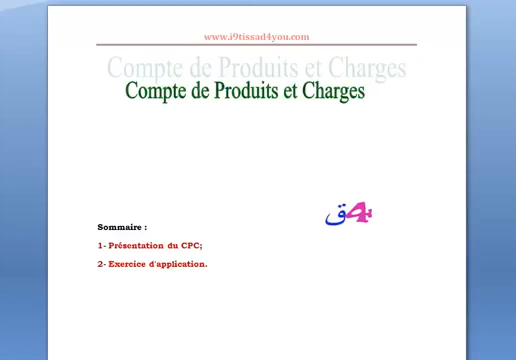 www.i9tissad4you.com
Compte de Produits et Charges
Compte de Produits et Charges
ق4
Sommaire :
1- Présentation du CPC;
2- Exercice d'application.